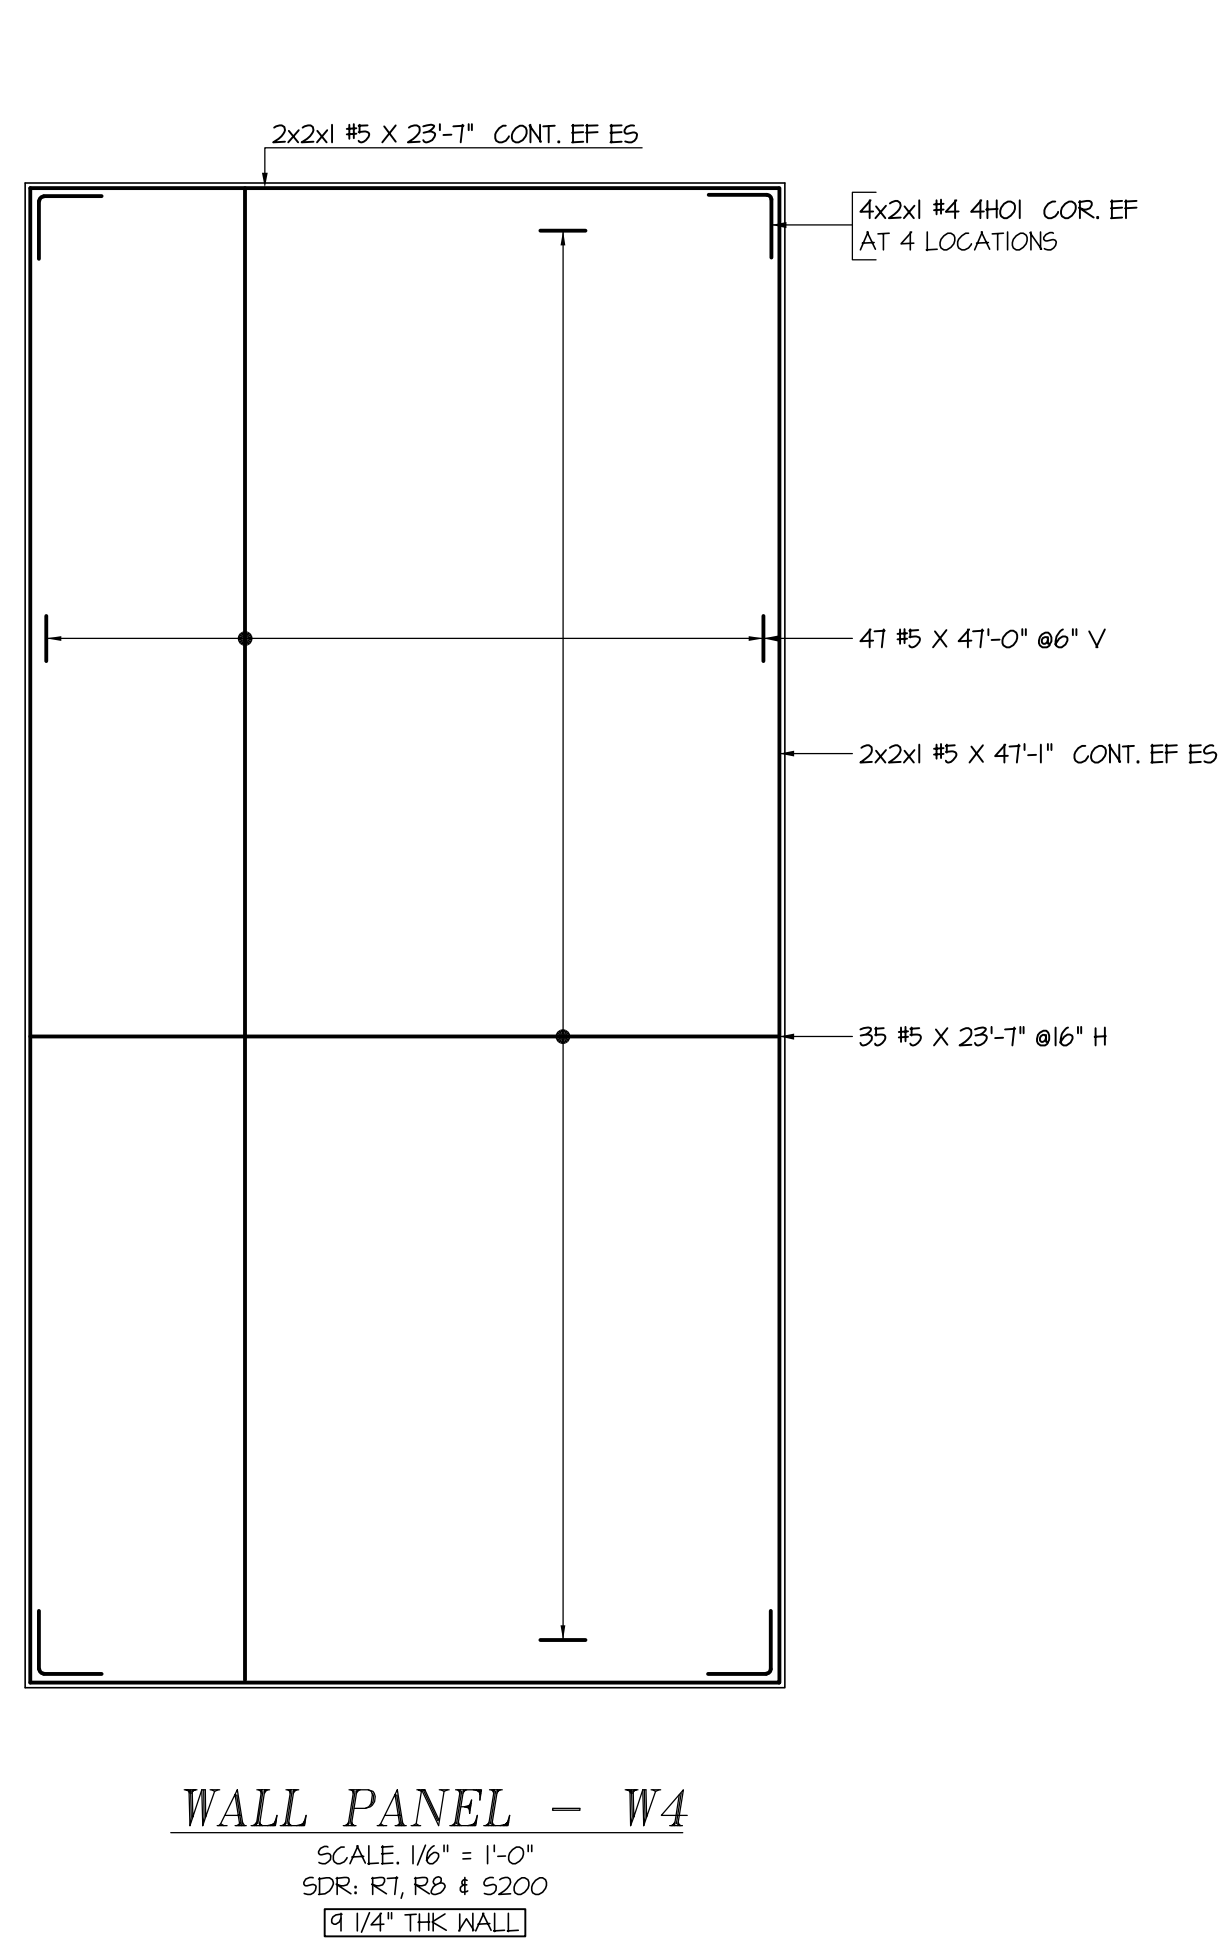 2x2x1 #5 X 23'-7" CONT. EF ES
4x2x1 #4 4H01 COR. EF
AT 4 LOCATIONS
47 #5 X 47'-0" @6" V
2x2x1 #5 X 47'-1" CONT. EF ES
35 #5 X 23'-7" @16" H
WALL PANEL - W4
SCALE. 1/6" = 1'-0"
SDR: R7, R8 & S200
9 1/4" THK WALL